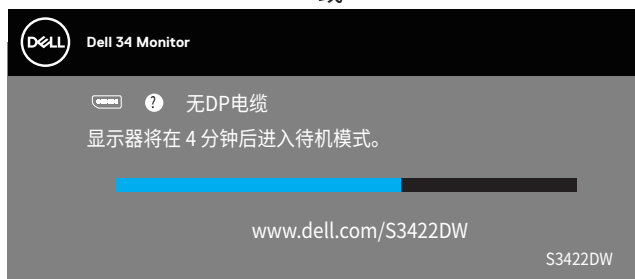 DELL
Dell 34 Monitor
? 无DP电缆
显示器将在 4 分钟后进入待机模式。
www.dell.com/S3422DW
S3422DW